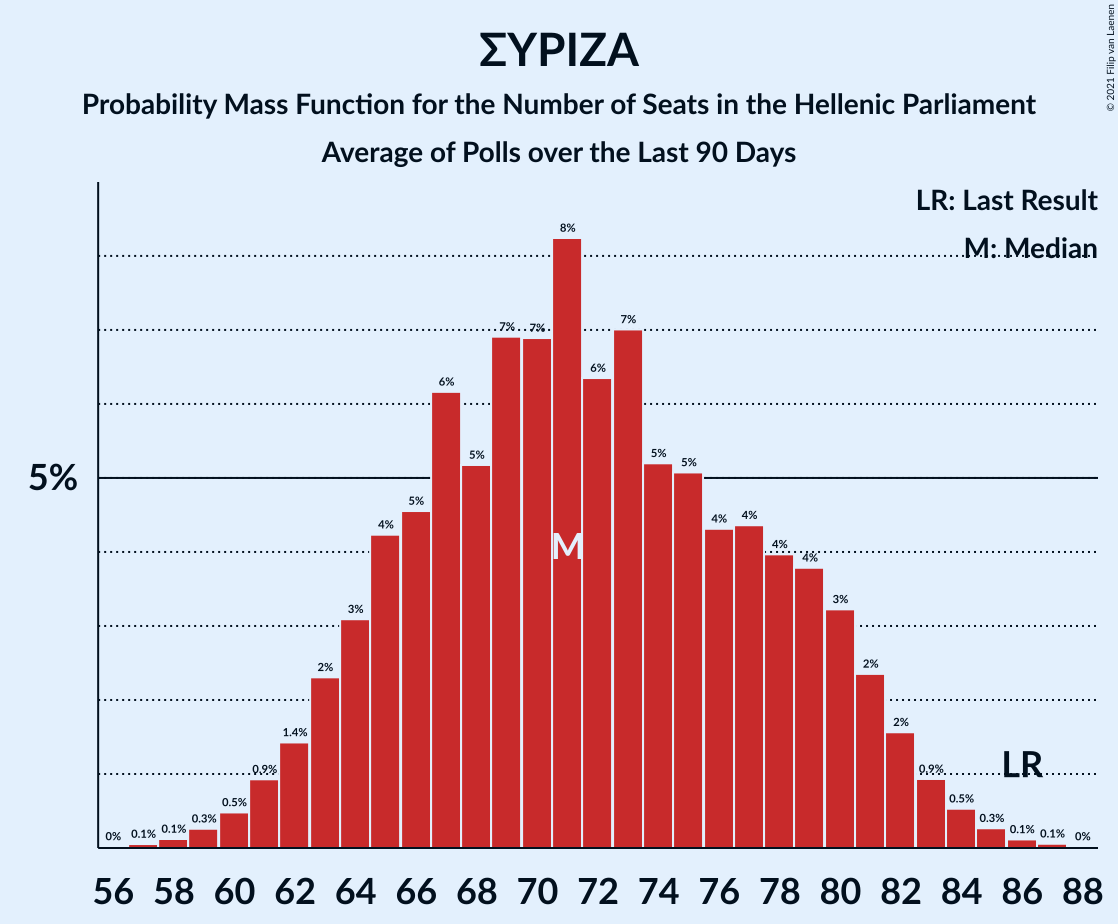 ΣΥΡΙΖΑ
Probability Mass Function for the Number of Seats in the Hellenic Parliament
Average of Polls over the Last 90 Days
© 2021 Filip van Laenen
LR: Last Result
M: Median
5%
0% 0.1% 0.1% 0.3% 0.5% 0.9% 1.4% 2% 3% 4% 5% 6% 5% 7% 7% 8% 6% 7% 5% 5% 4% 4% 4% 4% 3% 2% 2% 0.9% 0.5% 0.3% 0.1% 0.1% 0%
M
LR
56 58 60 62 64 66 68 70 72 74 76 78 80 82 84 86 88